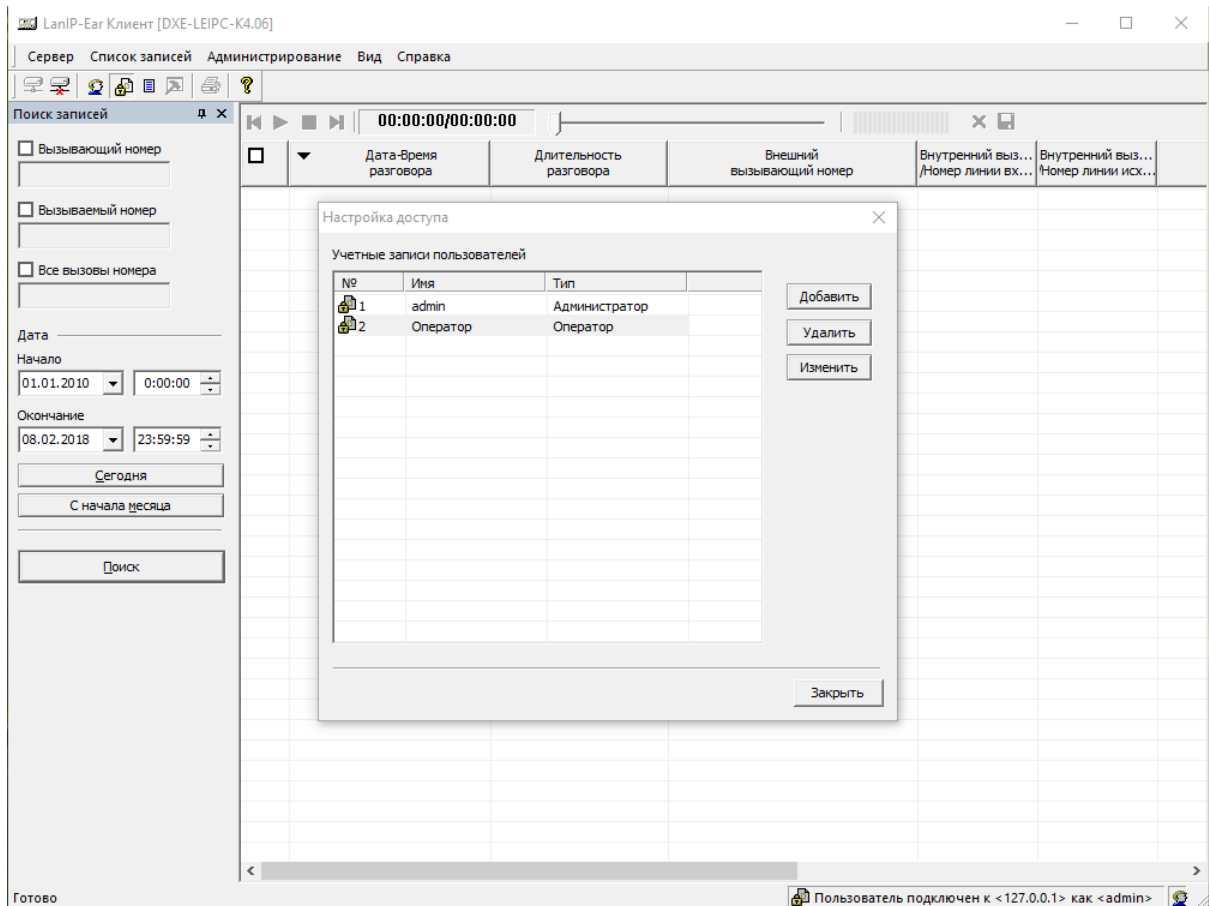 LanIP-Ear Клиент [DXE-LEIPC-K4.06]
Сервер Список записей Администрирование Вид Справка
Поиск записей
00:00:00/00:00:00
Вызывающий номер
Вызываемый номер
Все вызовы номера
Дата
Начало
01.01.2010 0:00:00
Окончание
08.02.2018 23:59:59
Сегодня
С начала месяца
Поиск
Дата-Время
разговора
Длительность
разговора
Внешний
вызывающий номер
Внутренний выз...
/Номер линии вх...
Внутренний выз...
/Номер линии исх...
Настройка доступа
Учетные записи пользователей
№ Имя Тип
1 admin Администратор
2 Оператор Оператор
Добавить
Удалить
Изменить
Закрыть
Готово
Пользователь подключен к <127.0.0.1> как <admin>